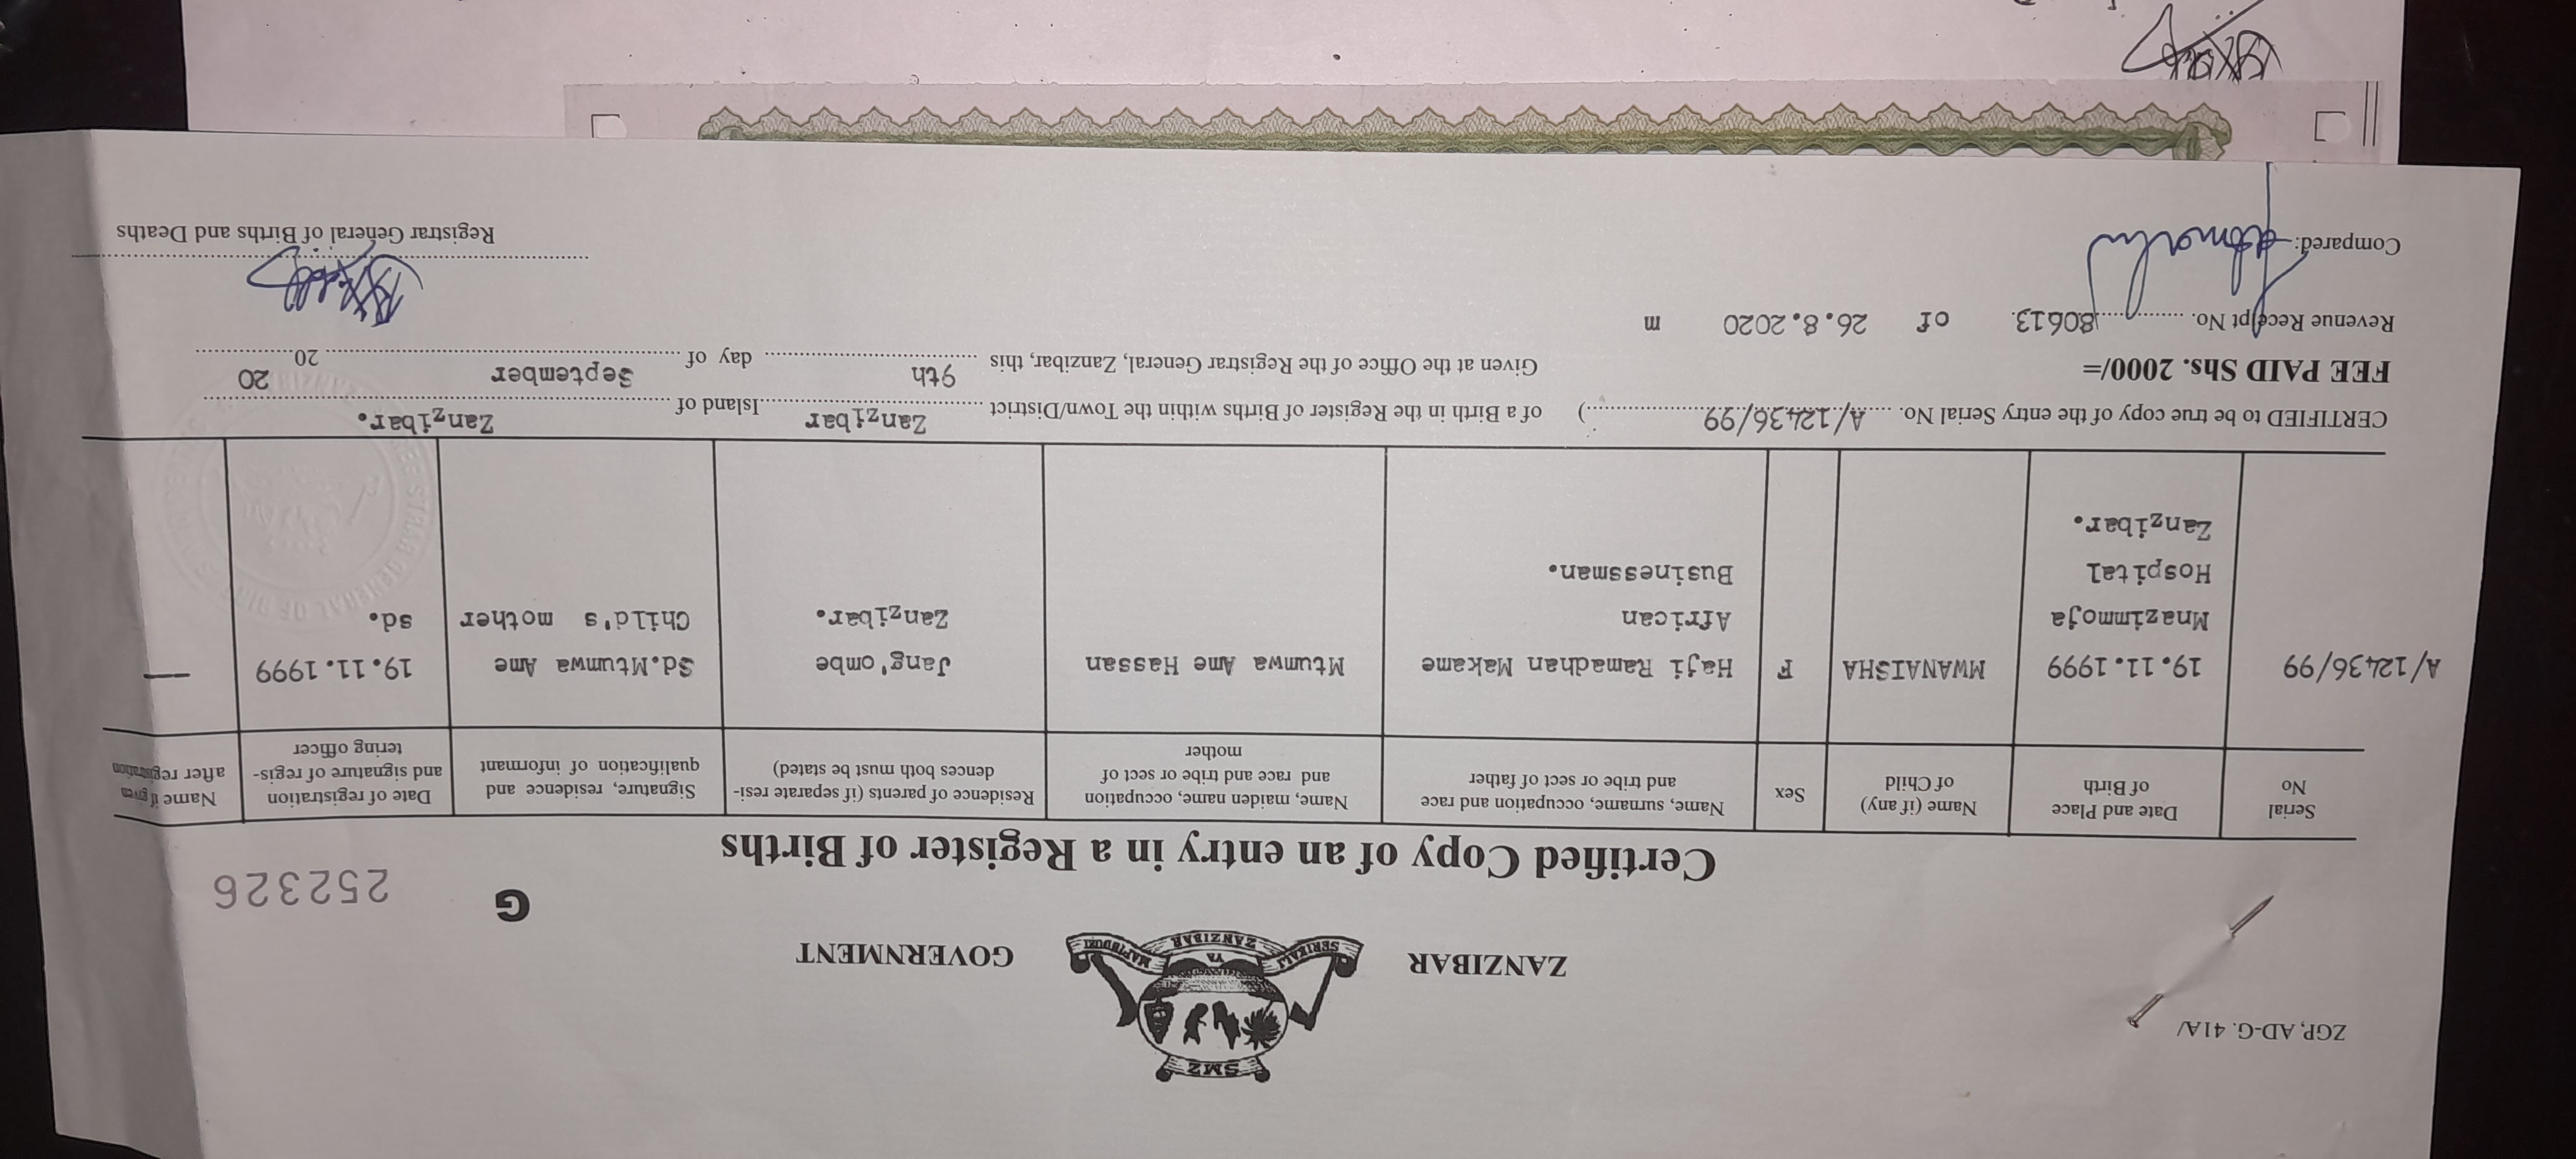 ZGP, AD-G. 41A/
SMZ
SERIKALI YA MAPINDUZI
ZANZIBAR
ZANZIBAR GOVERNMENT
G 252326
Certified Copy of an entry in a Register of Births
Serial
No
Date and Place
of Birth
Name (if any)
of Child
Sex
Name, surname, occupation and race
and tribe or sect of father
Name, maiden name, occupation
and race and tribe or sect of
mother
Residence of parents (if separate resi-
dences both must be stated)
Signature, residence and
qualification of informant
Date of registration
and signature of regis-
tering officer
Name if given
after registration
A/12436/99
19.11.1999
Mnazimmoja
Hospital
Zanzibar.
MWANAISHA
F
Haji Ramadhan Makame
African
Businessman.
Mtumwa Ame Hassan
Jang'ombe
Zanzibar.
Sd.Mtumwa Ame
Child's mother
19.11.1999
sd.
—
CERTIFIED to be true copy of the entry Serial No. A/12436/99 ) of a Birth in the Register of Births within the Town/District Zanzibar Island of Zanzibar.
FEE PAID Shs. 2000/= Given at the Office of the Registrar General, Zanzibar, this 9th day of September 20 20
Revenue Receipt No. 80613. of 26.8.2020 m
Compared:
Registrar General of Births and Deaths